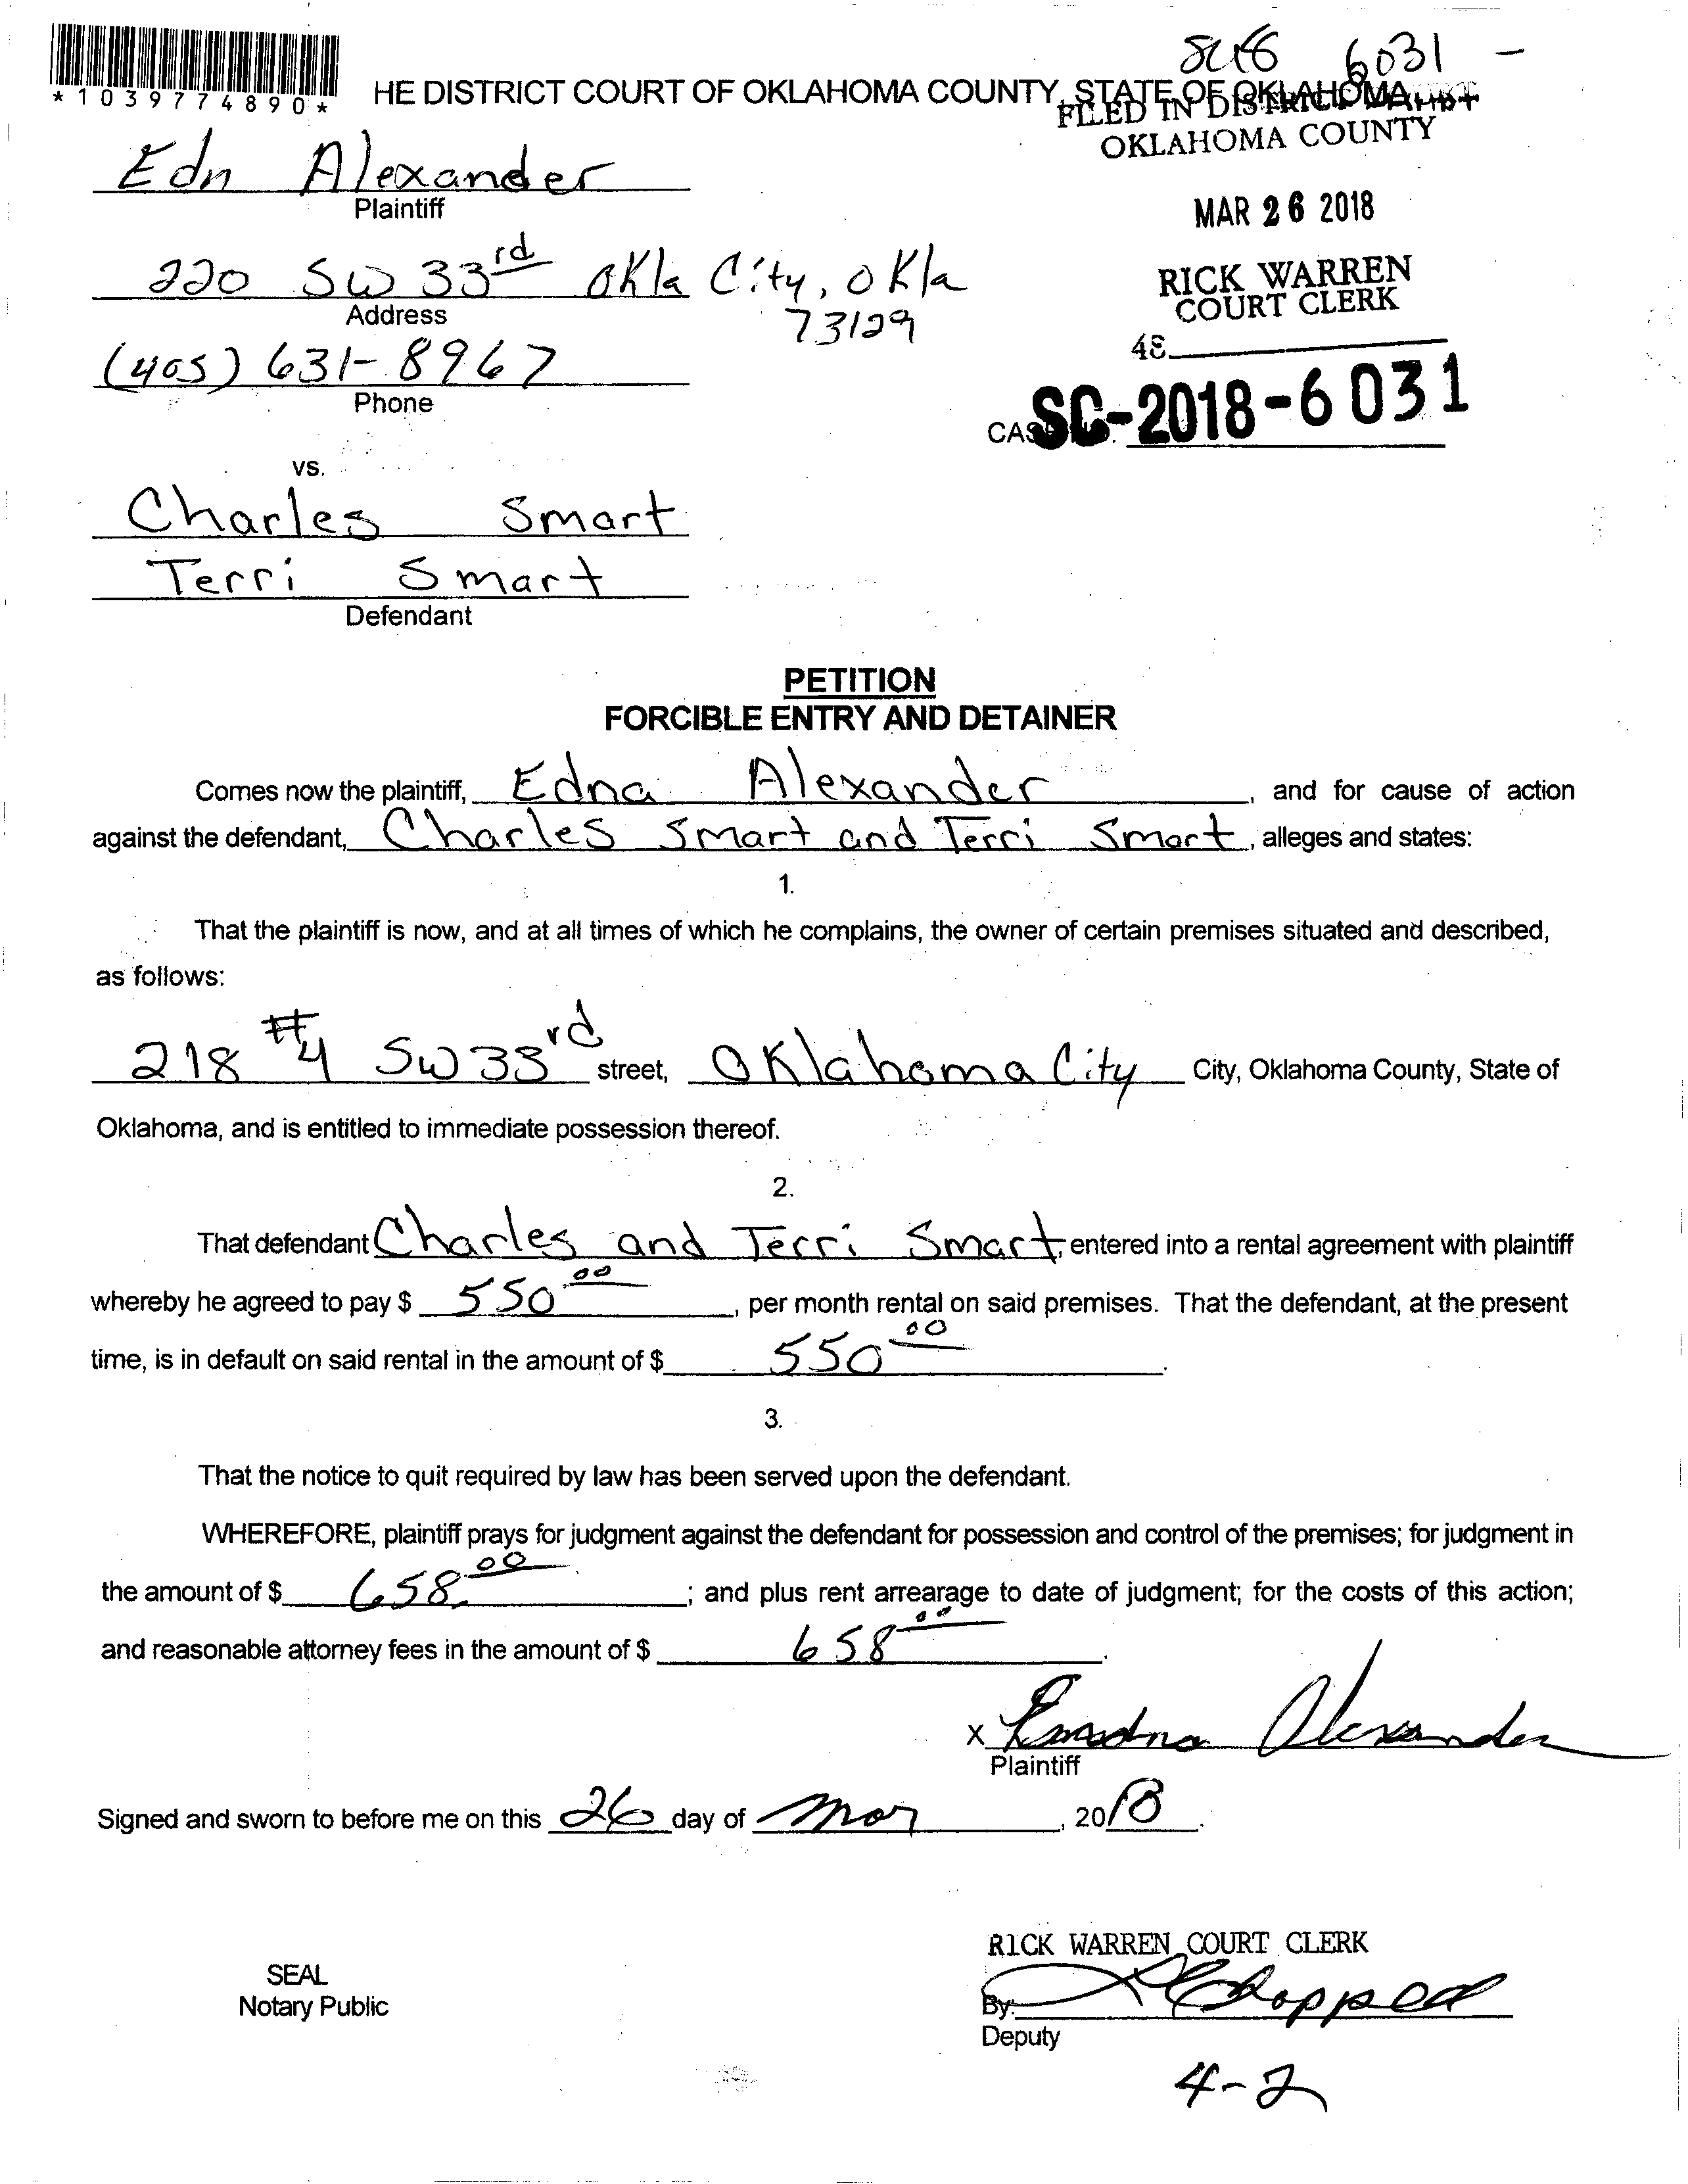 SC18 6031 -
*1039774890*
HE DISTRICT COURT OF OKLAHOMA COUNTY, STATE OF OKLAHOMA
FILED IN DISTRICT COURT
OKLAHOMA COUNTY
Edn Alexander
Plaintiff
MAR 26 2018
220 SW 33rd Okla City, Okla
Address
73129
RICK WARREN
COURT CLERK
(405) 631-8967
Phone
48
CASE NO. SC-2018-6031
vs.
Charles Smart
Terri Smart
Defendant
PETITION
FORCIBLE ENTRY AND DETAINER
Comes now the plaintiff, Edna Alexander, and for cause of action
against the defendant, Charles Smart and Terri Smart, alleges and states:
1.
That the plaintiff is now, and at all times of which he complains, the owner of certain premises situated and described,
as follows:
218 #4 SW 33rd street, Oklahoma City City, Oklahoma County, State of
Oklahoma, and is entitled to immediate possession thereof.
2.
That defendant Charles and Terri Smart, entered into a rental agreement with plaintiff
whereby he agreed to pay $ 550.00, per month rental on said premises. That the defendant, at the present
time, is in default on said rental in the amount of $ 550 00.
3.
That the notice to quit required by law has been served upon the defendant.
WHEREFORE, plaintiff prays for judgment against the defendant for possession and control of the premises; for judgment in
the amount of $ 658.00; and plus rent arrearage to date of judgment; for the costs of this action;
and reasonable attorney fees in the amount of $ 658 00.
X Alexander
Plaintiff
Signed and sworn to before me on this 26 day of Mar, 2018.
RICK WARREN COURT CLERK
SEAL
Notary Public
By:
Deputy
4-2